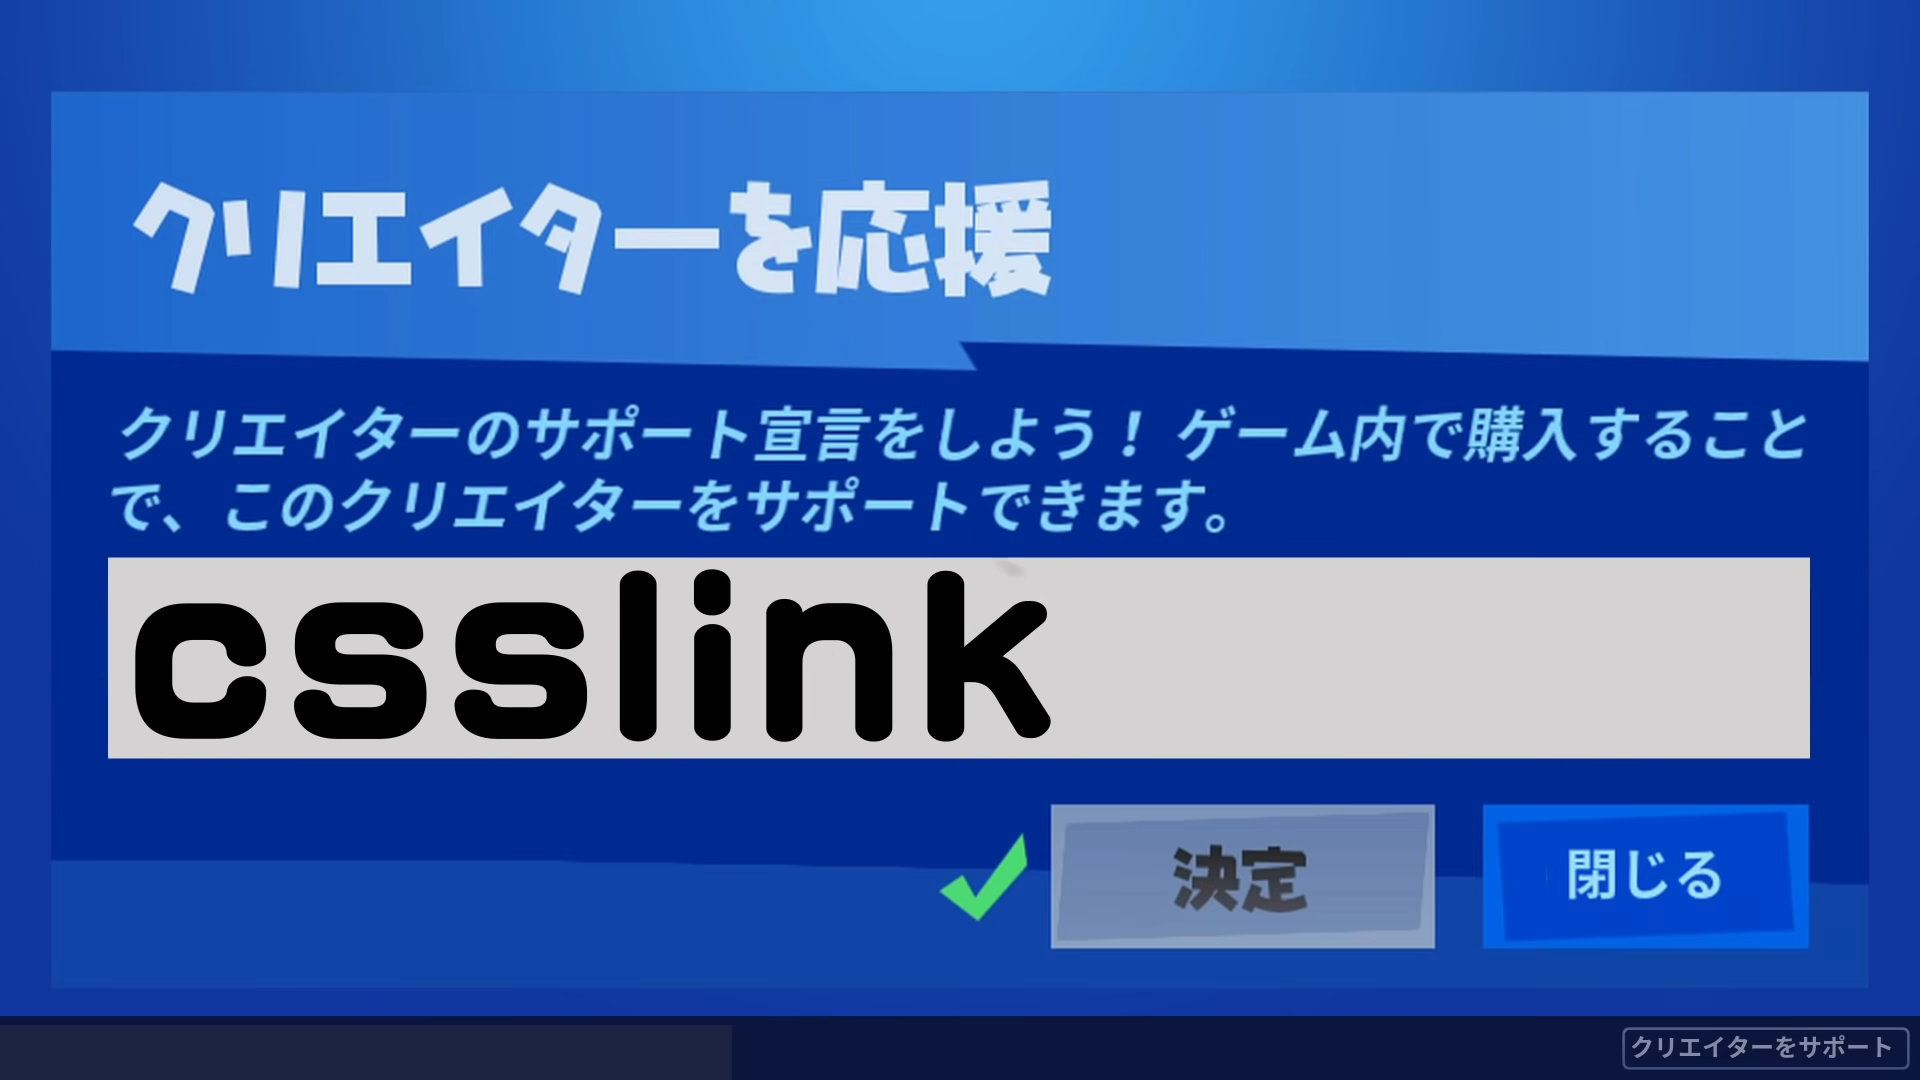 クリエイターを応援
クリエイターのサポート宣言をしよう！ ゲーム内で購入すること
で、このクリエイターをサポートできます。
csslink
決定
閉じる
クリエイターをサポート